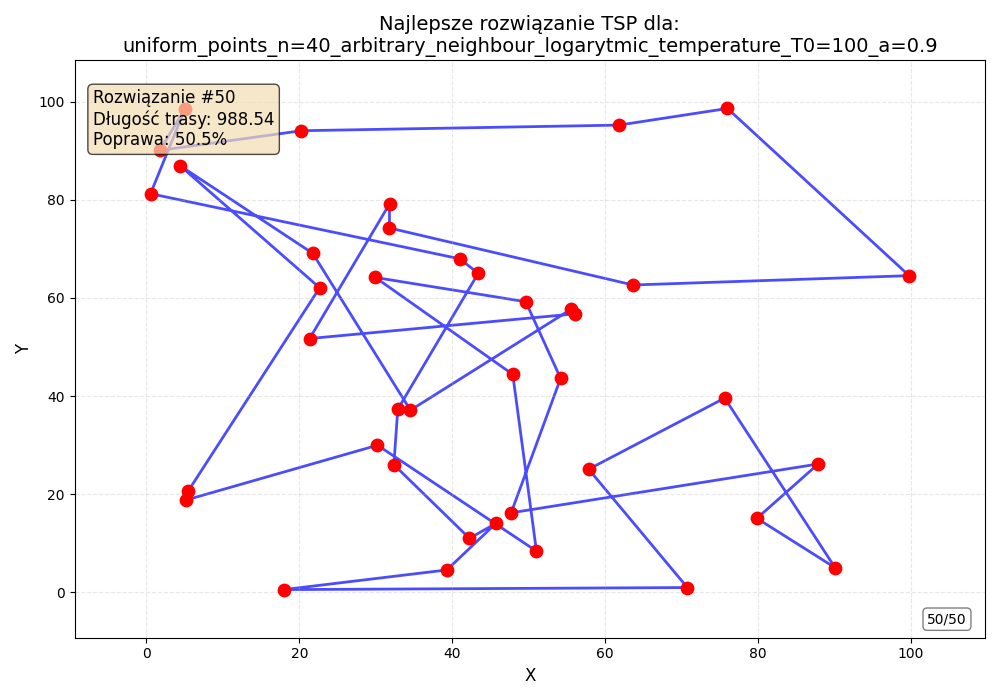 Najlepsze rozwiązanie TSP dla:
uniform_points_n=40_arbitrary_neighbour_logarytmic_temperature_T0=100_a=0.9
Rozwiązanie #50
Długość trasy: 988.54
Poprawa: 50.5%
100
80
60
40
20
0
Y
50/50
0 20 40 60 80 100
X